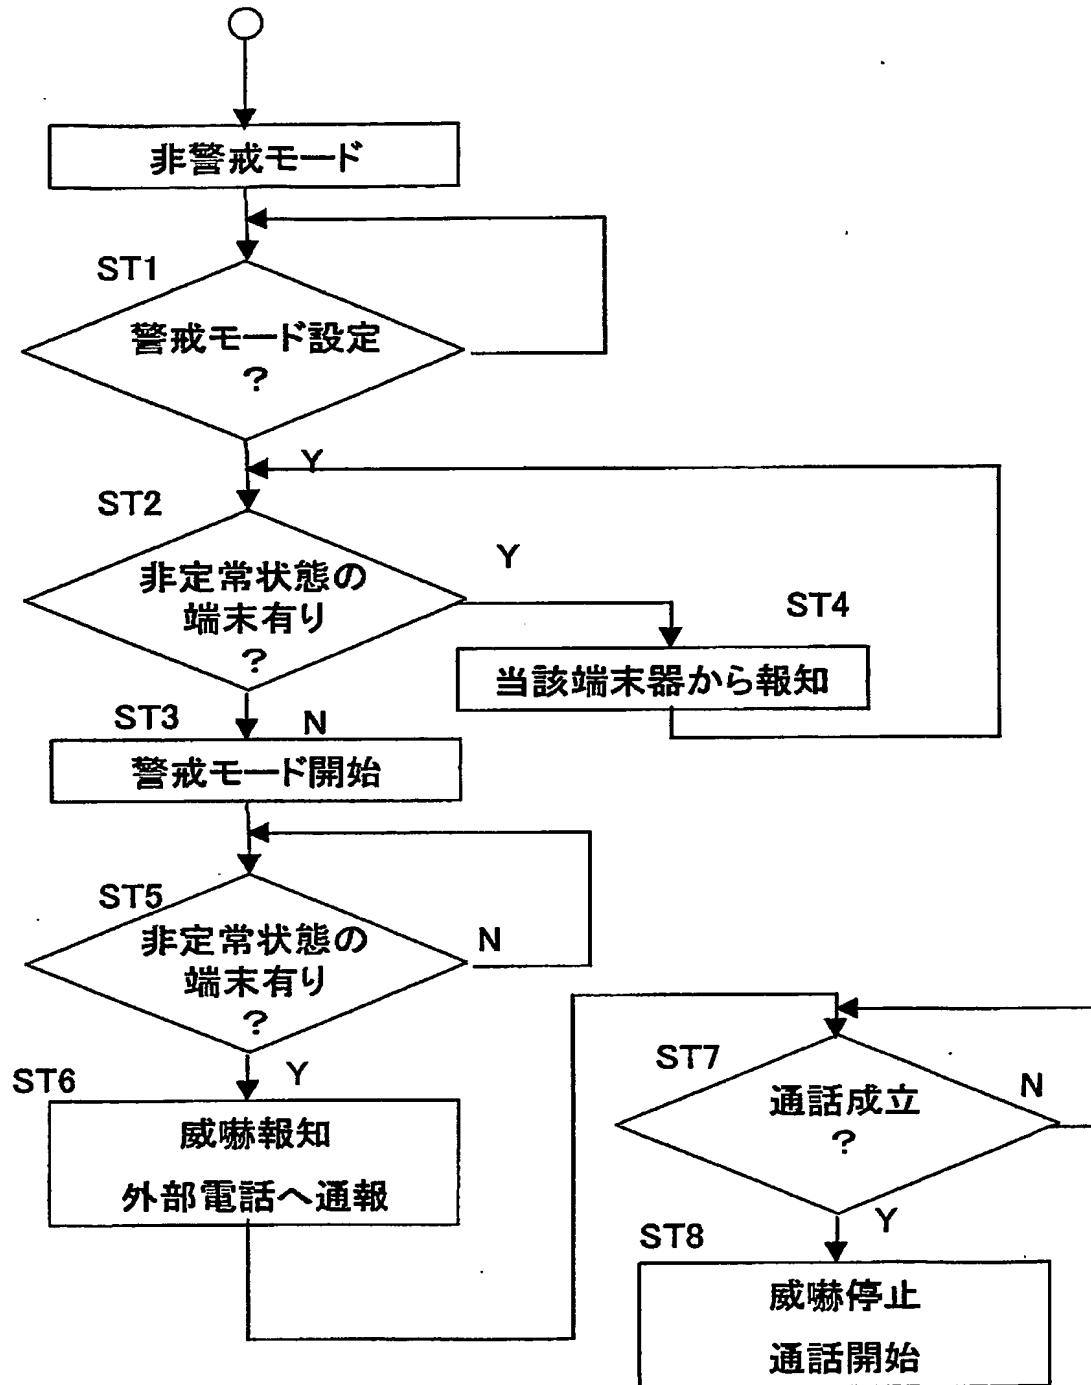 非警戒モード
ST1
警戒モード設定
?
Y
ST2
非定常状態の
端末有り
?
Y
ST4
当該端末器から報知
ST3
N
警戒モード開始
ST5
非定常状態の
端末有り
?
N
ST6
Y
威嚇報知
外部電話へ通報
ST7
通話成立
?
N
Y
ST8
威嚇停止
通話開始